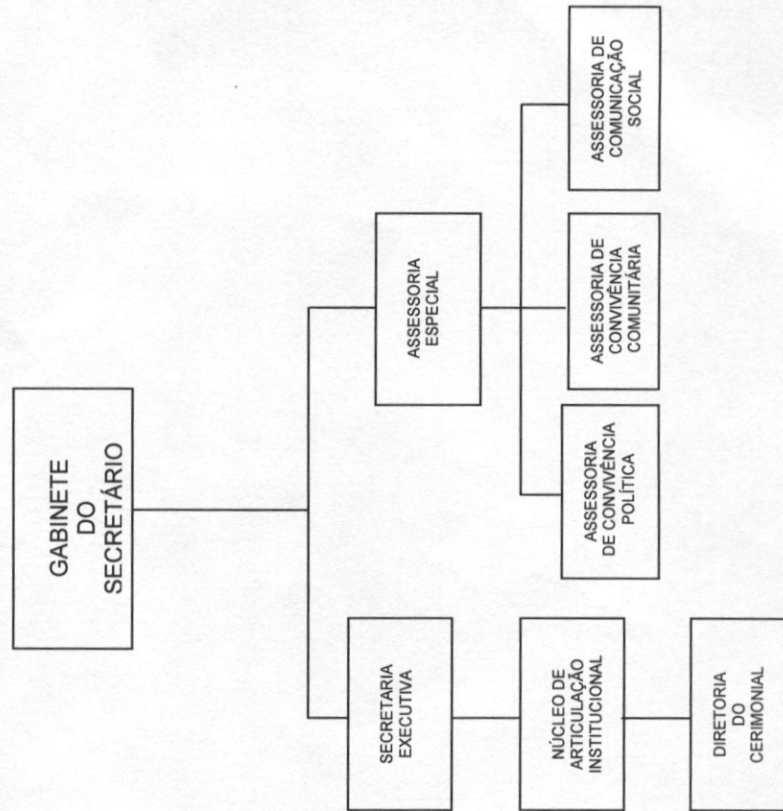 GABINETE
DO
SECRETÁRIO
SECRETARIA
EXECUTIVA
ASSESSORIA
ESPECIAL
NÚCLEO DE
ARTICULAÇÃO
INSTITUCIONAL
ASSESSORIA
DE CONVIVÊNCIA
POLÍTICA
ASSESSORIA DE
CONVIVÊNCIA
COMUNITÁRIA
ASSESSORIA DE
COMUNICAÇÃO
SOCIAL
DIRETORIA
DO
CERIMONIAL